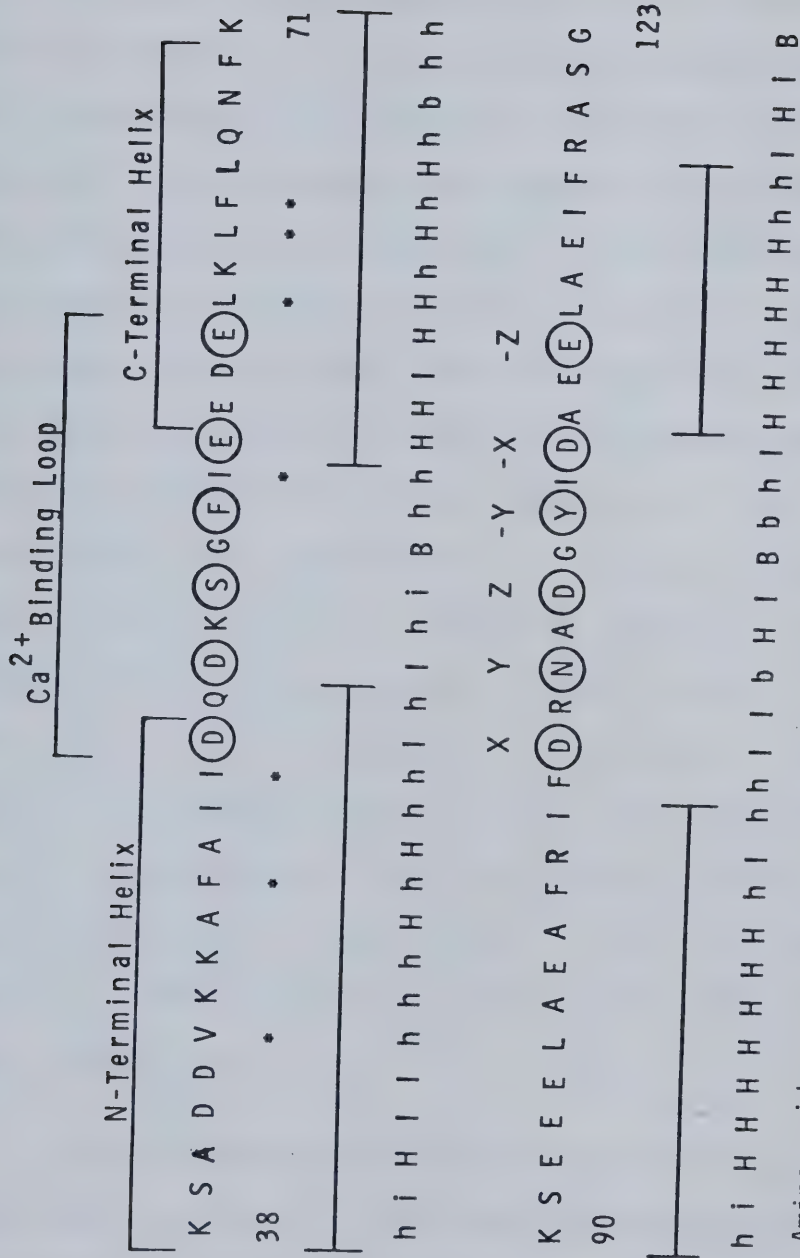 Ca2+ Binding Loop
N-Terminal Helix C-Terminal Helix
K S A D D V K K A F A I I D Q D K S G F I E E D E L K L F L Q N F K
38 * * * * * * * 71
h i H I I h h h H h H h h I h I h i B h h H H I H H h H h H h b h h
X Y Z -Y -X -Z
K S E E E L A E A F R I F D R N A D G Y I D A E E L A E I F R A S G
90 123
h i H H H H H H H H h I h h I I b H I B b h I H H H H H H h h I H I B